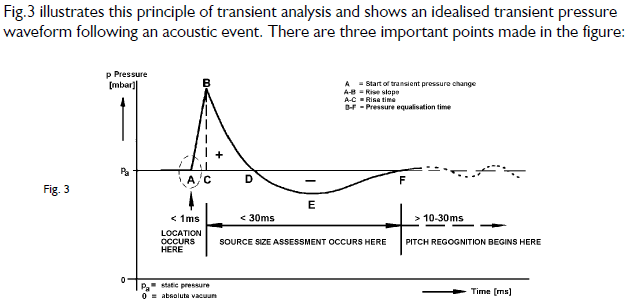 Fig.3 illustrates this principle of transient analysis and shows an idealised transient pressure
waveform following an acoustic event. There are three important points made in the figure:
p Pressure
[mbar]
B
A = Start of transient pressure change
A-B = Rise slope
A-C = Rise time
B-F = Pressure equalisation time
+
Pa
A C
D
−
F
Fig. 3
E
< 1ms
< 30ms
> 10-30ms
LOCATION
OCCURS
HERE
SOURCE SIZE ASSESSMENT OCCURS HERE
PITCH REGOGNITION BEGINS HERE
0
Pa = static pressure
0 = absolute vacuum
Time [ms]